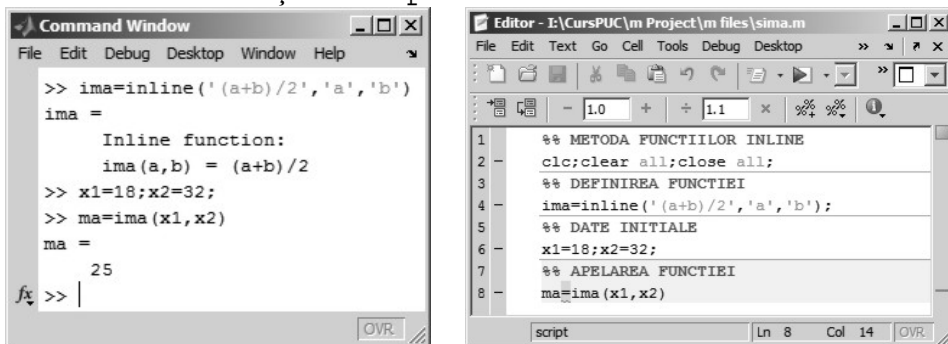 Command Window
File Edit Debug Desktop Window Help
>> ima=inline('(a+b)/2','a','b')
ima =
Inline function:
ima(a,b) = (a+b)/2
>> x1=18;x2=32;
>> ma=ima(x1,x2)
ma =
25
fx >>
OVR
Editor - I:\CursPUC\m Project\m files\sima.m
File Edit Text Go Cell Tools Debug Desktop »
»
- 1.0 + ÷ 1.1 ×
1 %% METODA FUNCTIILOR INLINE
2 - clc;clear all;close all;
3 %% DEFINIREA FUNCTIEI
4 - ima=inline('(a+b)/2','a','b');
5 %% DATE INITIALE
6 - x1=18;x2=32;
7 %% APELAREA FUNCTIEI
8 - ma=ima(x1,x2)
script Ln 8 Col 14 OVR